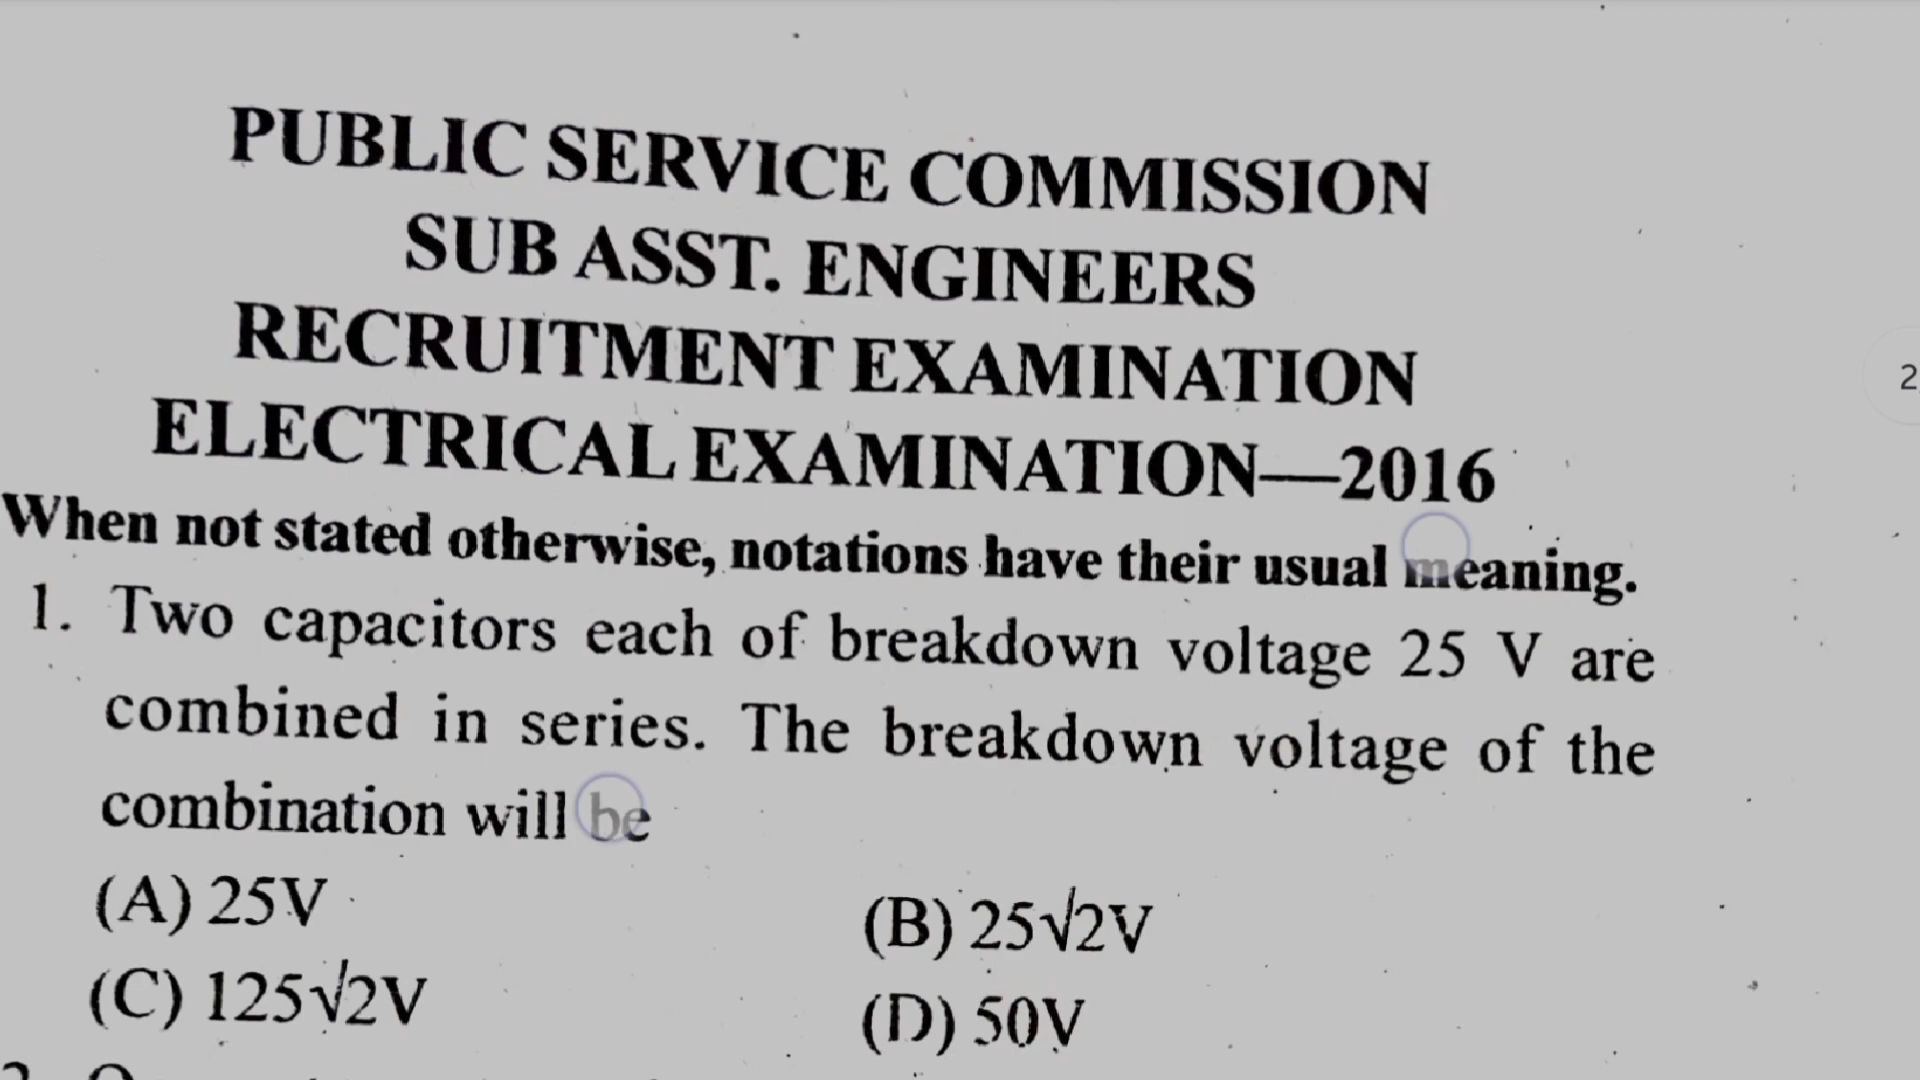 PUBLIC SERVICE COMMISSION
SUB ASST. ENGINEERS
RECRUITMENT EXAMINATION
ELECTRICAL EXAMINATION—2016
When not stated otherwise, notations have their usual meaning.
1. Two capacitors each of breakdown voltage 25 V are
combined in series. The breakdown voltage of the
combination will be
(A) 25V
(B) 25√2V
(C) 125√2V
(D) 50V
2